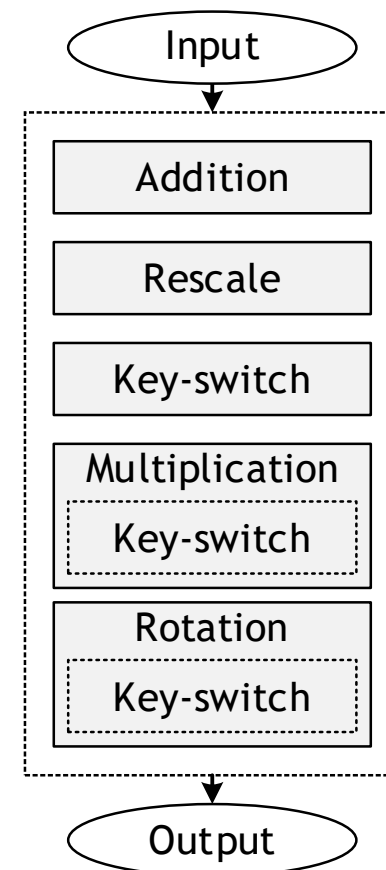 Input
Addition
Rescale
Key-switch
Multiplication
Key-switch
Rotation
Key-switch
Output